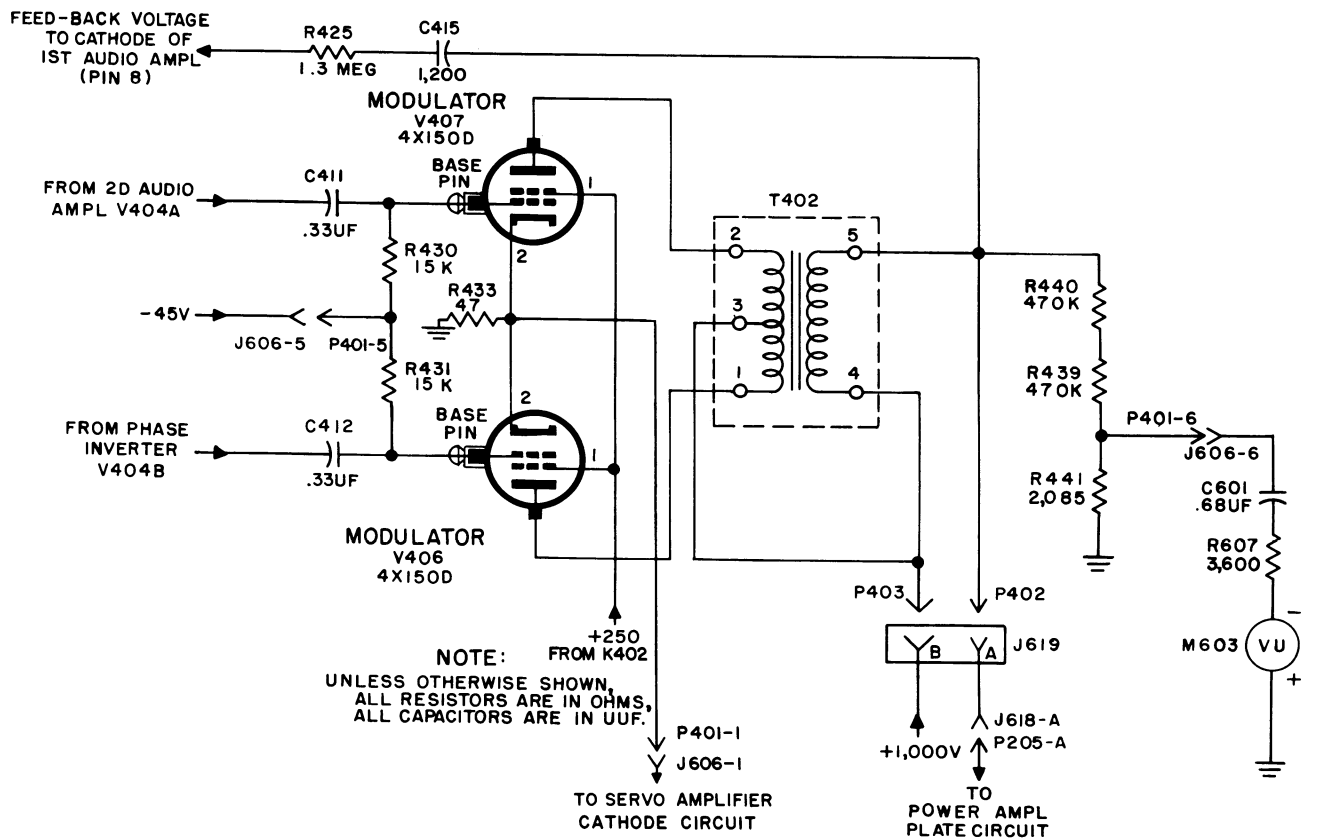 FEED-BACK VOLTAGE
TO CATHODE OF
1ST AUDIO AMPL
(PIN 8)
R425
1.3 MEG
C415
1,200
MODULATOR
V407
4X150D
BASE
PIN
1
2
FROM 2D AUDIO
AMPL V404A
C411
.33UF
R430
15K
R433
47
-45V
J606-5
P401-5
R431
15K
FROM PHASE
INVERTER
V404B
C412
.33UF
BASE
PIN
2
1
MODULATOR
V406
4X150D
T402
2
5
3
1
4
R440
470K
R439
470K
P401-6
J606-6
R441
2,085
C601
.68UF
R607
3,600
-
M603
VU
+
P403
P402
B
A
J619
+250
FROM K402
NOTE:
UNLESS OTHERWISE SHOWN,
ALL RESISTORS ARE IN OHMS,
ALL CAPACITORS ARE IN UUF.
P401-1
J606-1
TO SERVO AMPLIFIER
CATHODE CIRCUIT
+1,000V
J618-A
P205-A
TO
POWER AMPL
PLATE CIRCUIT